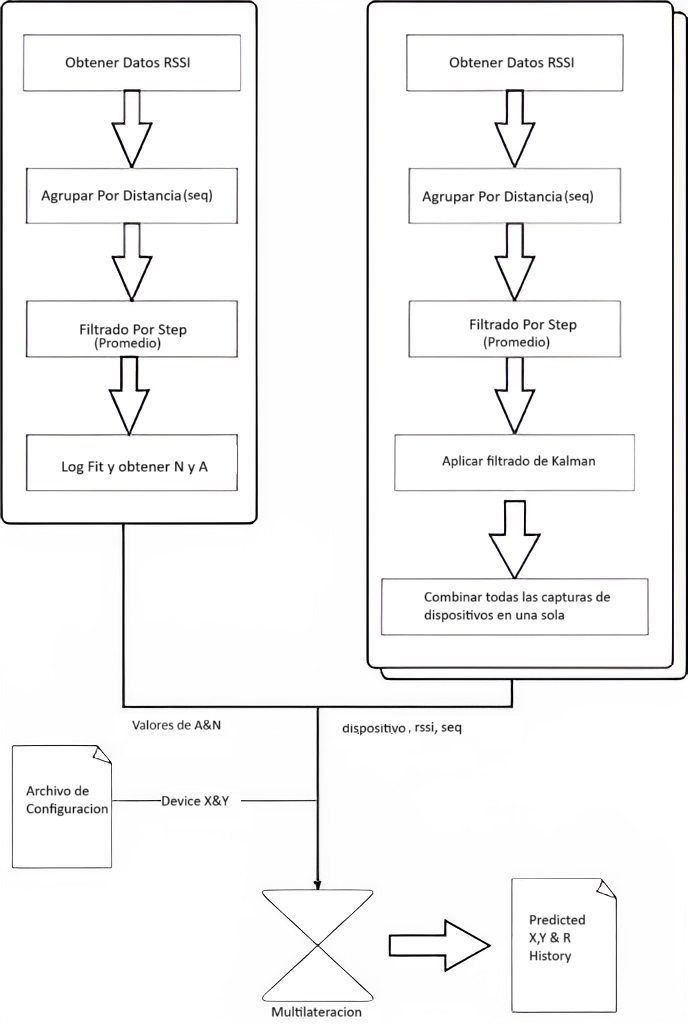 Obtener Datos RSSI
Agrupar Por Distancia (seq)
Filtrado Por Step
(Promedio)
Log Fit y obtener N y A
Obtener Datos RSSI
Agrupar Por Distancia (seq)
Filtrado Por Step
(Promedio)
Aplicar filtrado de Kalman
Combinar todas las capturas de
dispositivos en una sola
Valores de A&N
dispositivo, rssi, seq
Archivo de
Configuracion
Device X&Y
Multilateracion
Predicted
X,Y & R
History